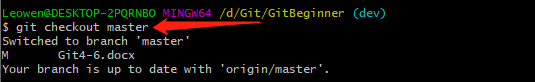 Leowen@DESKTOP-2PQRNBO MINGW64 /d/Git/GitBeginner (dev)
$ git checkout master
Switched to branch 'master'
M       Git4-6.docx
Your branch is up to date with 'origin/master'.